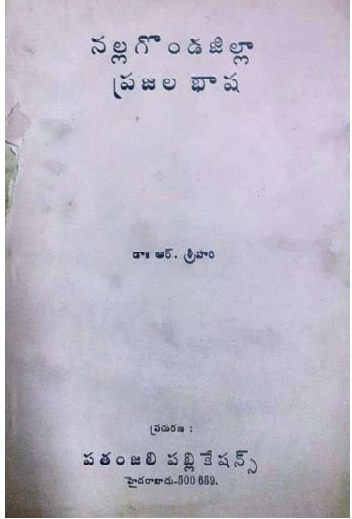 నల్లగొండజిల్లా
ప్రజల భాష
డా॥ ఆర్. శ్రీహరి
ప్రచురణ :
పతంజలి పబ్లికేషన్స్
హైదరాబాదు-500 659.